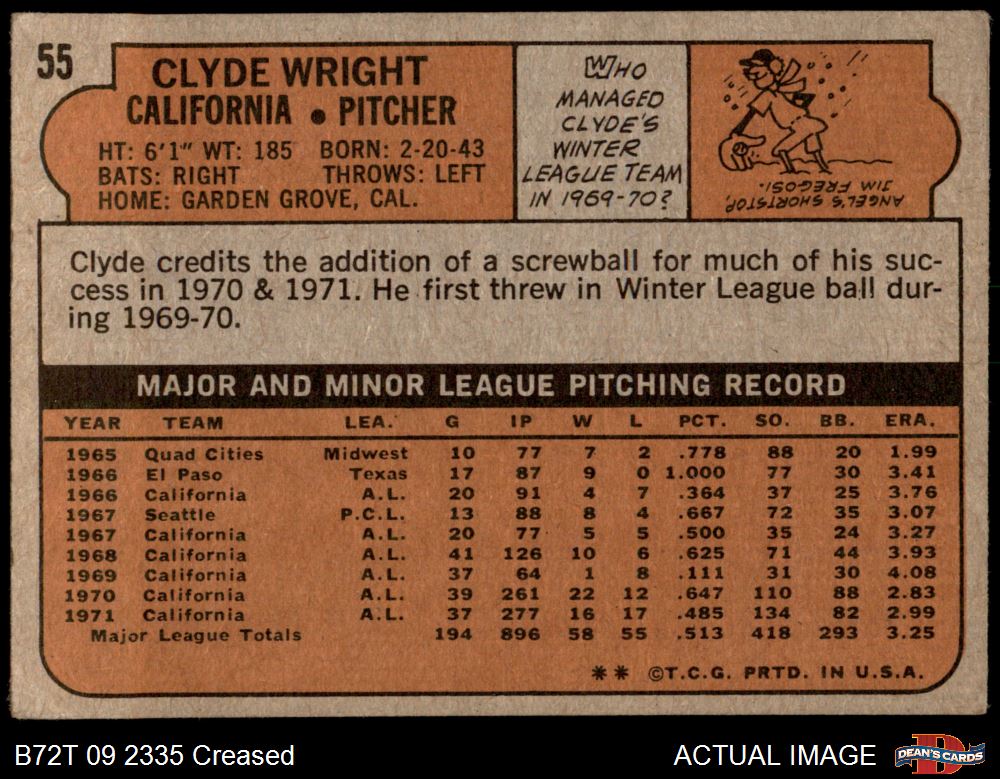 55
CLYDE WRIGHT
CALIFORNIA • PITCHER
HT: 6'1" WT: 185 BORN: 2-20-43
BATS: RIGHT THROWS: LEFT
HOME: GARDEN GROVE, CAL.
WHO
MANAGED
CLYDE'S
WINTER
LEAGUE TEAM
IN 1969-70?
ANGEL'S SHORTSTOP,
JIM FREGOSI.
Clyde credits the addition of a screwball for much of his suc-
cess in 1970 & 1971. He first threw in Winter League ball dur-
ing 1969-70.
MAJOR AND MINOR LEAGUE PITCHING RECORD
YEAR TEAM LEA. G IP W L PCT. SO. BB. ERA.
1965 Quad Cities Midwest 10 77 7 2 .778 88 20 1.99
1966 El Paso Texas 17 87 9 0 1.000 77 30 3.41
1966 California A.L. 20 91 4 7 .364 37 25 3.76
1967 Seattle P.C.L. 13 88 8 4 .667 72 35 3.07
1967 California A.L. 20 77 5 5 .500 35 24 3.27
1968 California A.L. 41 126 10 6 .625 71 44 3.93
1969 California A.L. 37 64 1 8 .111 31 30 4.08
1970 California A.L. 39 261 22 12 .647 110 88 2.83
1971 California A.L. 37 277 16 17 .485 134 82 2.99
Major League Totals 194 896 58 55 .513 418 293 3.25
** ©T.C.G. PRTD. IN U.S.A.
B72T 09 2335 Creased ACTUAL IMAGE
DEAN'S CARDS